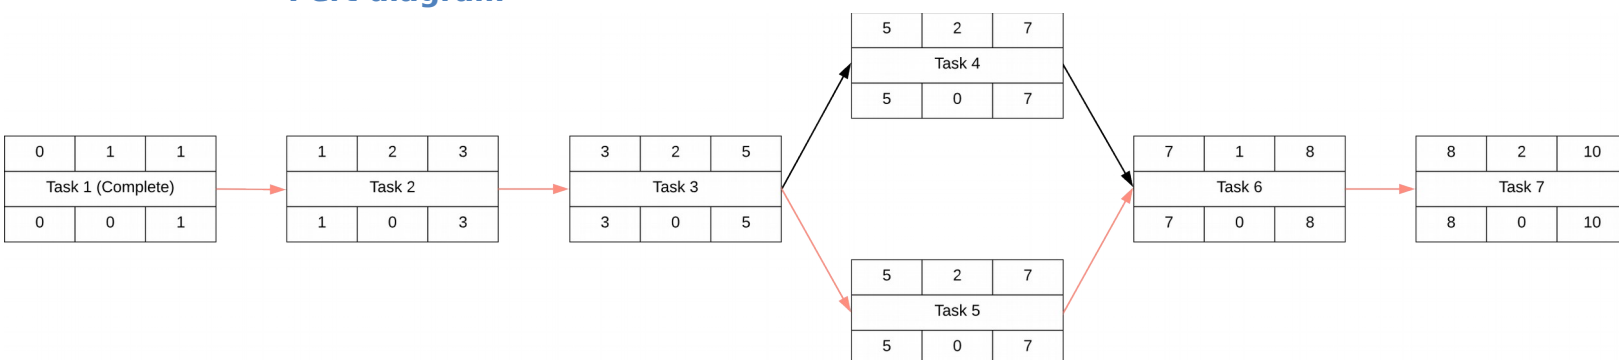 Pert diagram
0 1 1
Task 1 (Complete)
0 0 1
1 2 3
Task 2
1 0 3
3 2 5
Task 3
3 0 5
5 2 7
Task 4
5 0 7
5 2 7
Task 5
5 0 7
7 1 8
Task 6
7 0 8
8 2 10
Task 7
8 0 10